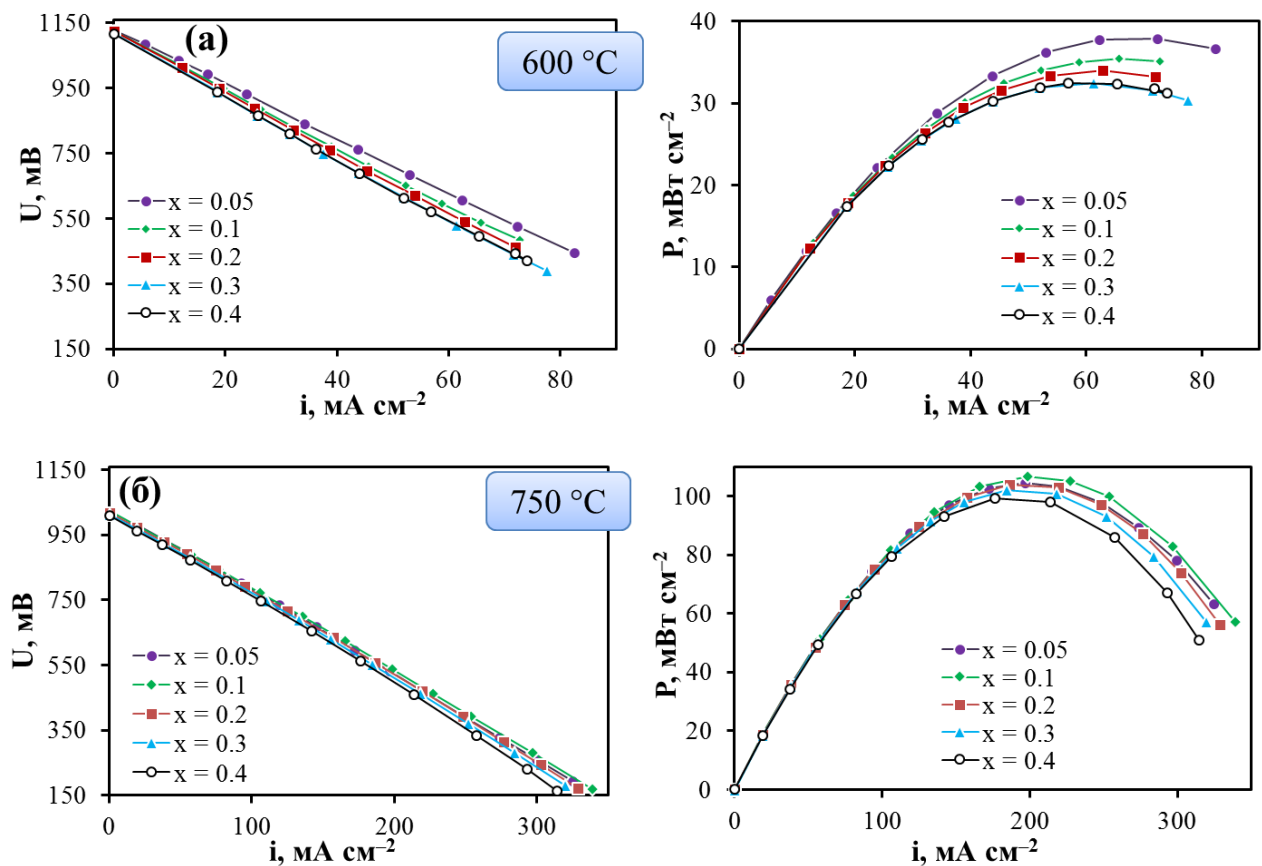 (а)
600 °C
U, мВ
1150
950
750
550
350
150
x = 0.05
x = 0.1
x = 0.2
x = 0.3
x = 0.4
0
20
40
60
80
i, мА см⁻²
P, мВт см⁻²
40
30
20
10
0
x = 0.05
x = 0.1
x = 0.2
x = 0.3
x = 0.4
0
20
40
60
80
i, мА см⁻²
(б)
750 °C
U, мВ
1150
950
750
550
350
150
x = 0.05
x = 0.1
x = 0.2
x = 0.3
x = 0.4
0
100
200
300
i, мА см⁻²
P, мВт см⁻²
100
80
60
40
20
0
x = 0.05
x = 0.1
x = 0.2
x = 0.3
x = 0.4
0
100
200
300
i, мА см⁻²